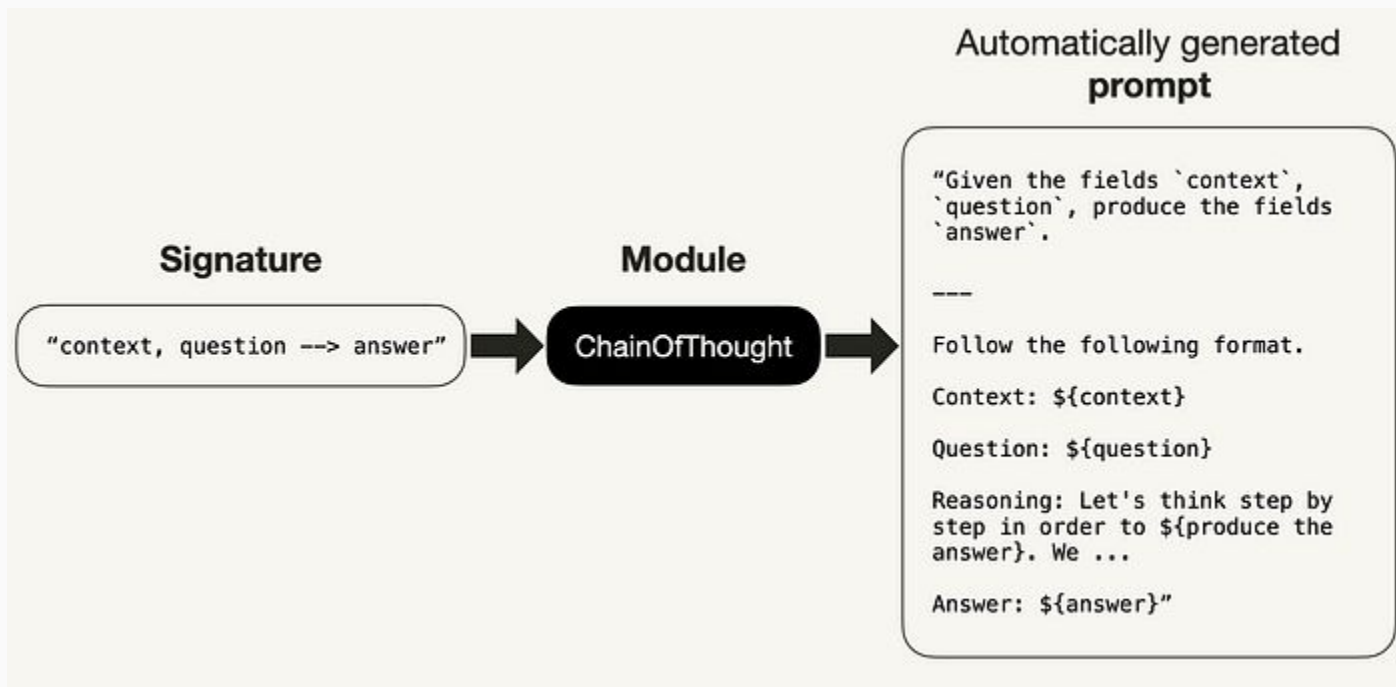 Signature
“context, question --> answer”
Module
ChainOfThought
Automatically generated
prompt
“Given the fields `context`,
`question`, produce the fields
`answer`.
---
Follow the following format.
Context: ${context}
Question: ${question}
Reasoning: Let's think step by
step in order to ${produce the
answer}. We ...
Answer: ${answer}”